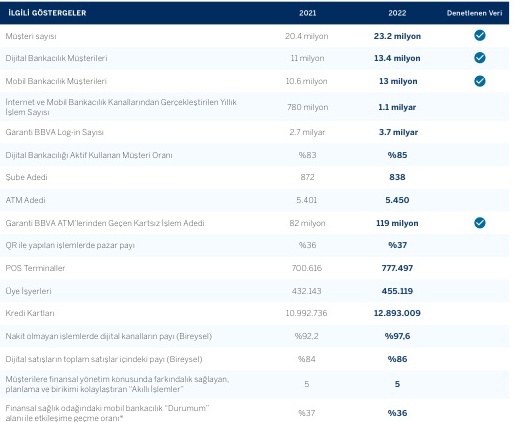 İLGİLİ GÖSTERGELER 2021 2022 Denetlenen Veri
Müşteri sayısı 20.4 milyon 23.2 milyon
Dijital Bankacılık Müşterileri 11 milyon 13.4 milyon
Mobil Bankacılık Müşterileri 10.6 milyon 13 milyon
İnternet ve Mobil Bankacılık Kanallarından Gerçekleştirilen Yıllık
İşlem Sayısı 780 milyon 1.1 milyar
Garanti BBVA Log-in Sayısı 2.7 milyar 3.7 milyar
Dijital Bankacılığı Aktif Kullanan Müşteri Oranı %83 %85
Şube Adedi 872 838
ATM Adedi 5.401 5.450
Garanti BBVA ATM'lerinden Geçen Kartsız İşlem Adedi 82 milyon 119 milyon
QR ile yapılan işlemlerde pazar payı %36 %37
POS Terminaller 700.616 777.497
Üye İşyerleri 432.143 455.119
Kredi Kartları 10.992.736 12.893.009
Nakit olmayan işlemlerde dijital kanalların payı (Bireysel) %92,2 %97,6
Dijital satışların toplam satışlar içindeki payı (Bireysel) %84 %86
Müşterilere finansal yönetim konusunda farkındalık sağlayan,
planlama ve birikimi kolaylaştıran "Akıllı İşlemler" 5 5
Finansal sağlık odağındaki mobil bankacılık "Durumum"
alanı ile etkileşime geçme oranı* %37 %36